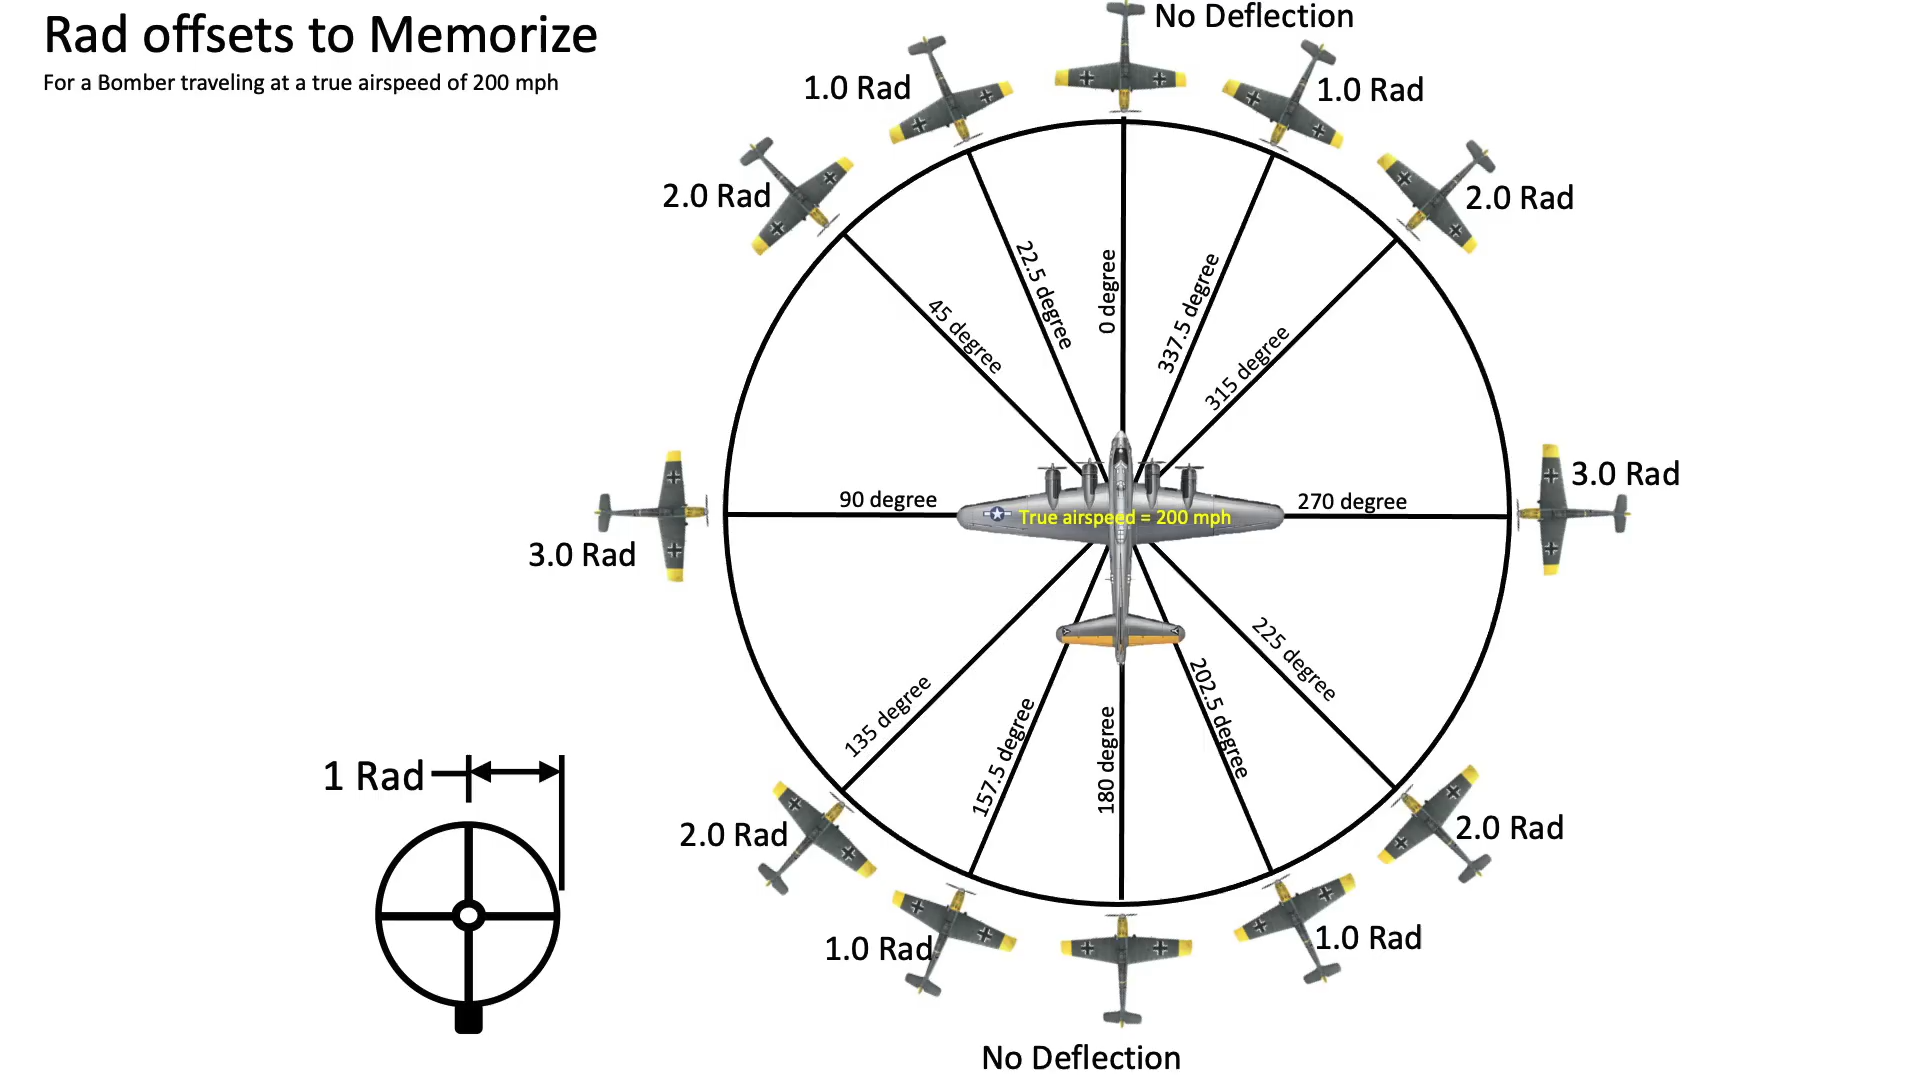 Rad offsets to Memorize
For a Bomber traveling at a true airspeed of 200 mph
No Deflection
1.0 Rad
1.0 Rad
2.0 Rad
2.0 Rad
22.5 degree
0 degree
337.5 degree
45 degree
315 degree
3.0 Rad
90 degree
270 degree
True airspeed = 200 mph
3.0 Rad
135 degree
225 degree
157.5 degree
180 degree
202.5 degree
1 Rad
2.0 Rad
2.0 Rad
1.0 Rad
1.0 Rad
No Deflection